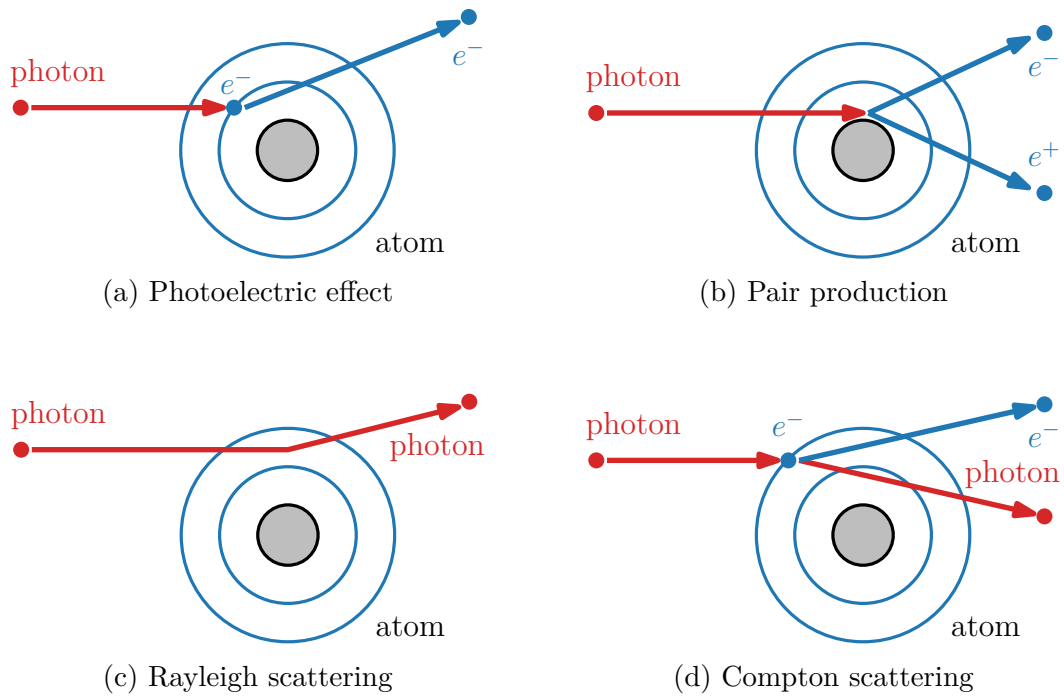 photon
e⁻
e⁻
atom
(a) Photoelectric effect
photon
e⁻
e⁺
atom
(b) Pair production
photon
photon
atom
(c) Rayleigh scattering
photon
e⁻
e⁻
photon
atom
(d) Compton scattering